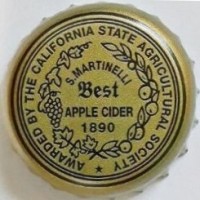 AWARDED BY THE CALIFORNIA STATE AGRICULTURAL SOCIETY
S. MARTINELLI
Best
APPLE CIDER
1890